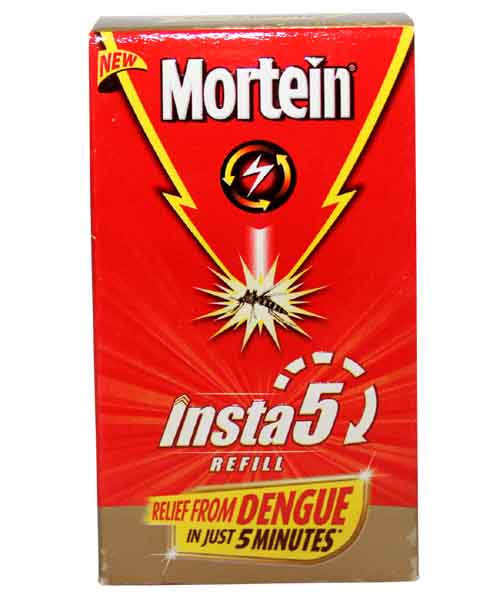 NEW
Mortein®
insta5
REFILL
RELIEF FROM DENGUE
IN JUST 5 MINUTES*